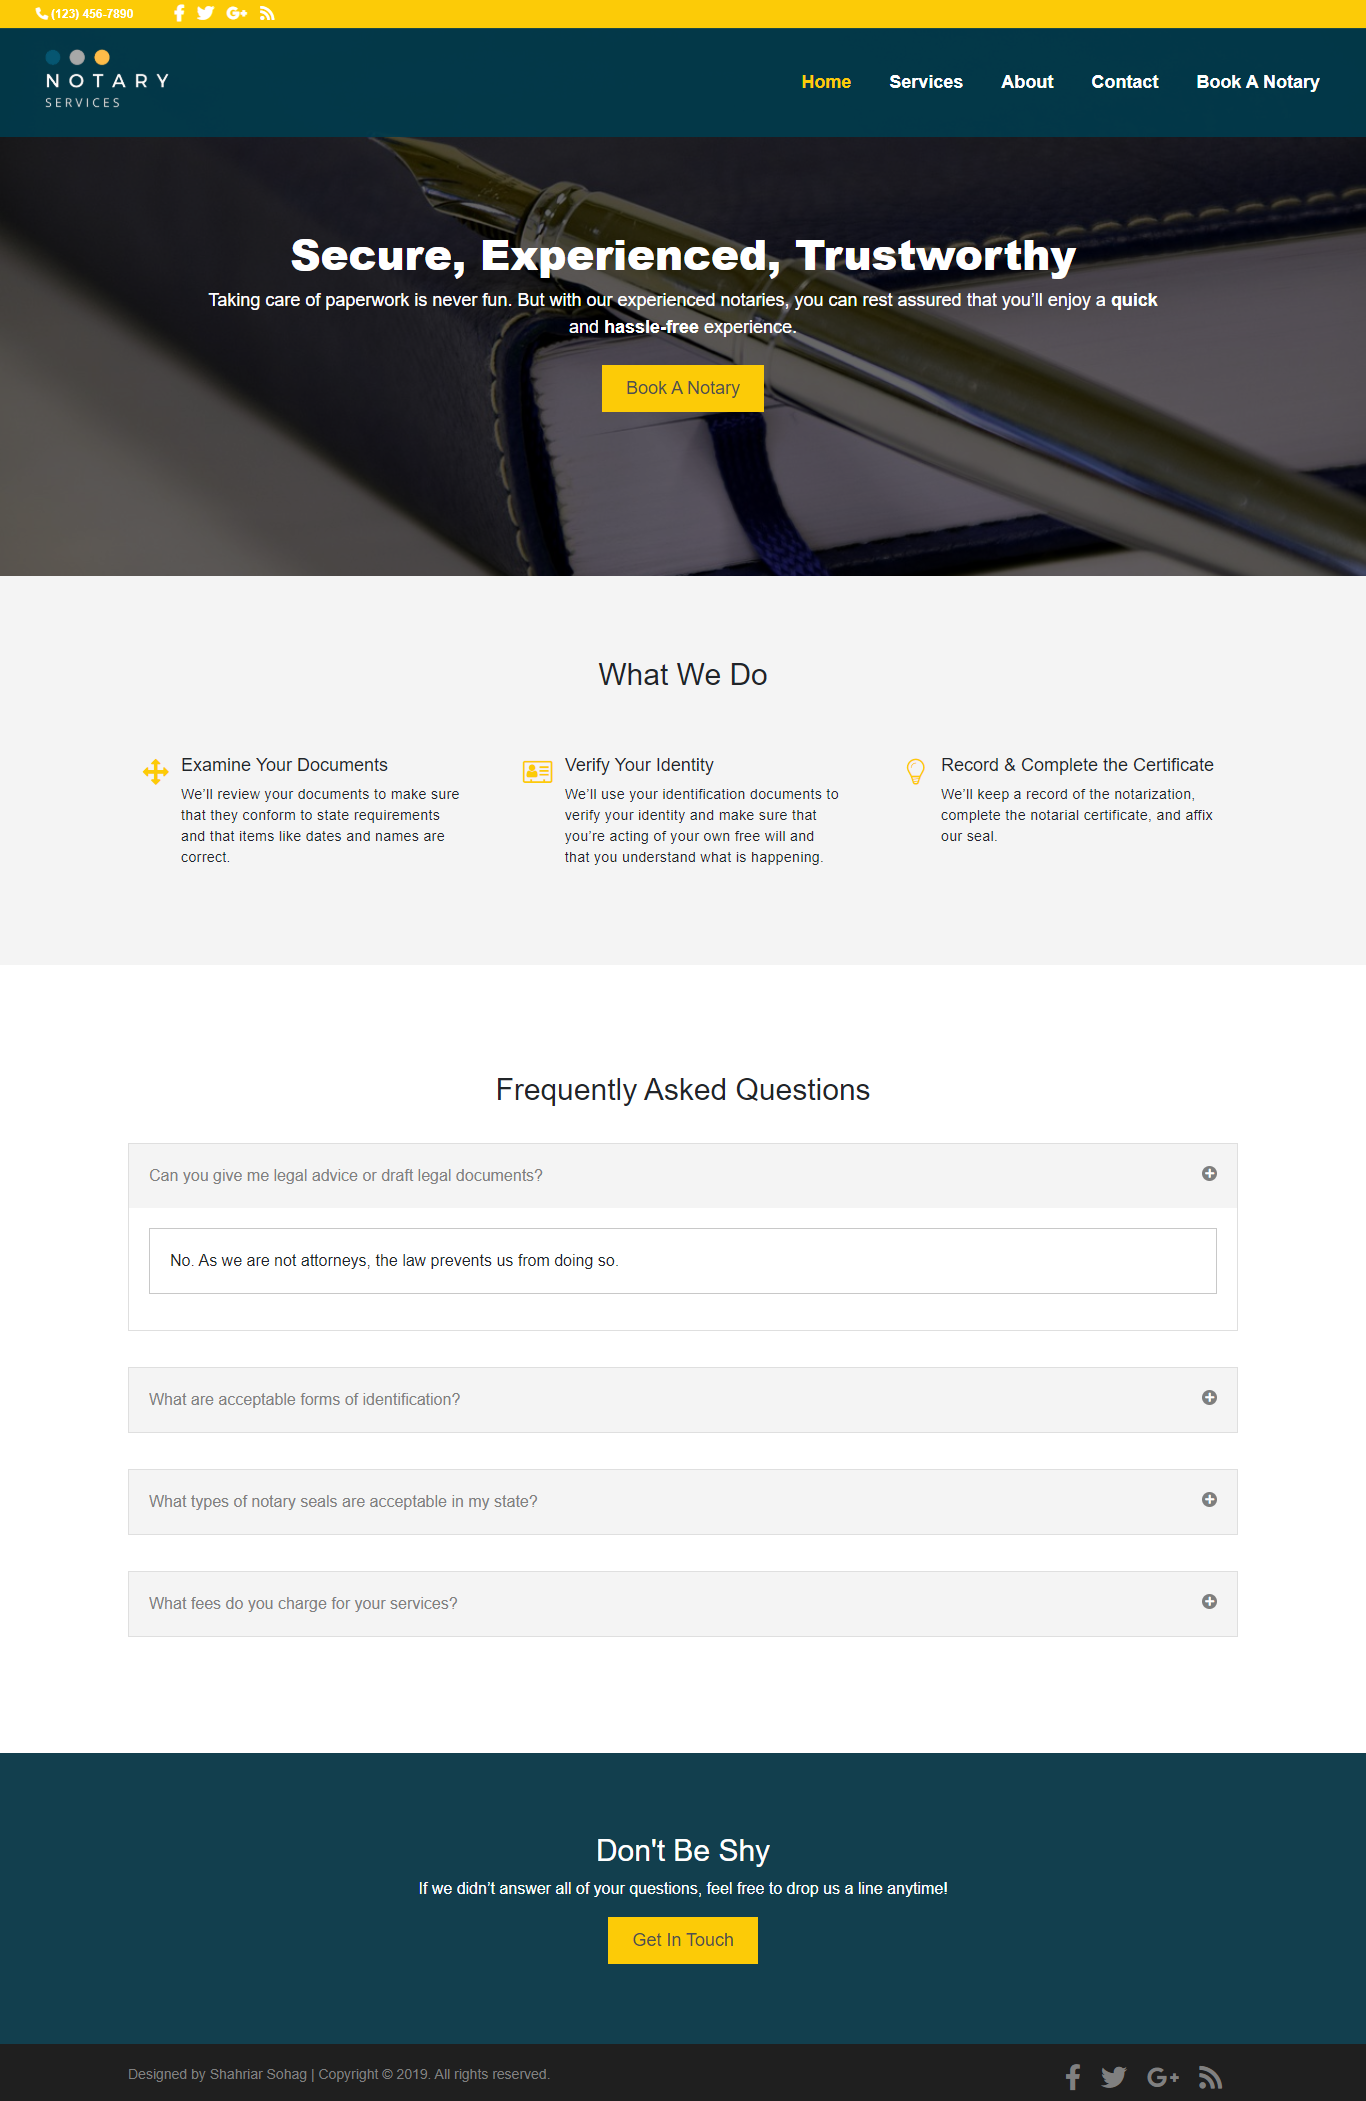 (123) 456-7890
NOTARY
SERVICES
Home Services About Contact Book A Notary
Secure, Experienced, Trustworthy
Taking care of paperwork is never fun. But with our experienced notaries, you can rest assured that you’ll enjoy a quick
and hassle-free experience.
Book A Notary
What We Do
Examine Your Documents
We’ll review your documents to make sure
that they conform to state requirements
and that items like dates and names are
correct.
Verify Your Identity
We’ll use your identification documents to
verify your identity and make sure that
you’re acting of your own free will and
that you understand what is happening.
Record & Complete the Certificate
We’ll keep a record of the notarization,
complete the notarial certificate, and affix
our seal.
Frequently Asked Questions
Can you give me legal advice or draft legal documents?
No. As we are not attorneys, the law prevents us from doing so.
What are acceptable forms of identification?
What types of notary seals are acceptable in my state?
What fees do you charge for your services?
Don't Be Shy
If we didn’t answer all of your questions, feel free to drop us a line anytime!
Get In Touch
Designed by Shahriar Sohag | Copyright © 2019. All rights reserved.